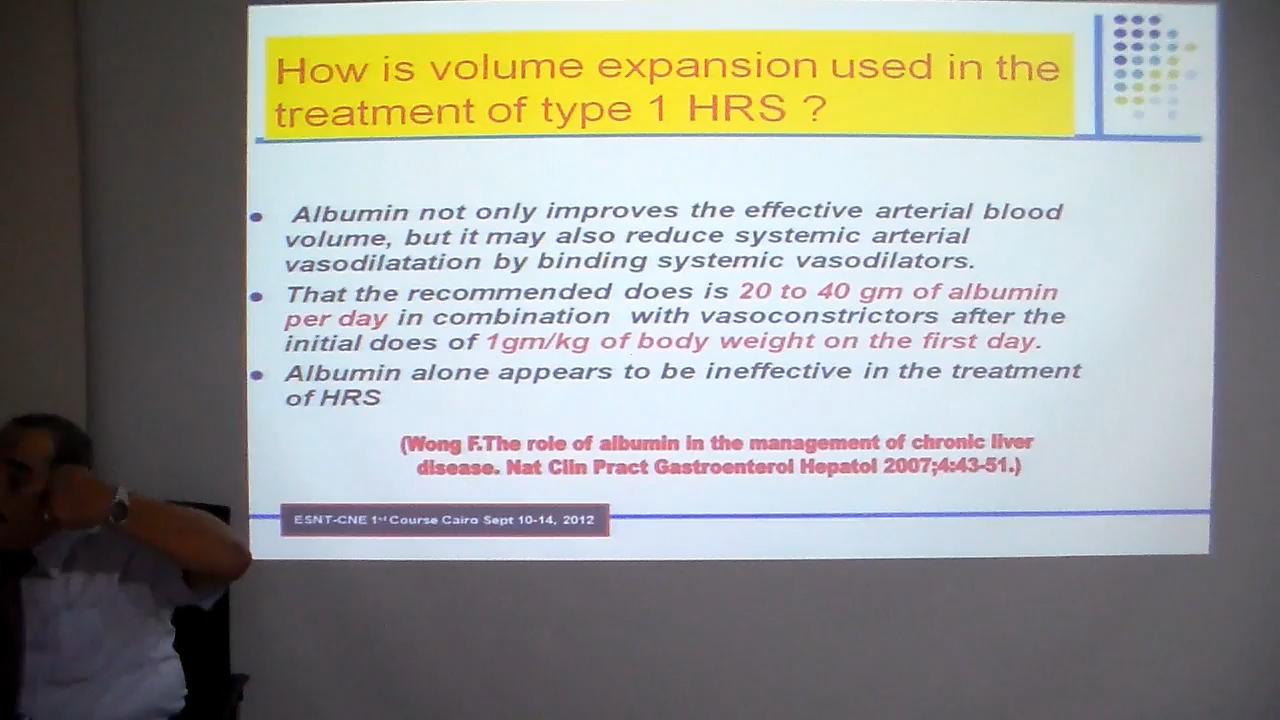 How is volume expansion used in the
treatment of type 1 HRS ?
• Albumin not only improves the effective arterial blood
volume, but it may also reduce systemic arterial
vasodilatation by binding systemic vasodilators.
• That the recommended does is 20 to 40 gm of albumin
per day in combination with vasoconstrictors after the
initial does of 1gm/kg of body weight on the first day.
• Albumin alone appears to be ineffective in the treatment
of HRS
(Wong F.The role of albumin in the management of chronic liver
disease. Nat Clin Pract Gastroenterol Hepatol 2007;4:43-51.)
ESNT-CNE 1st Course Cairo Sept 10-14, 2012